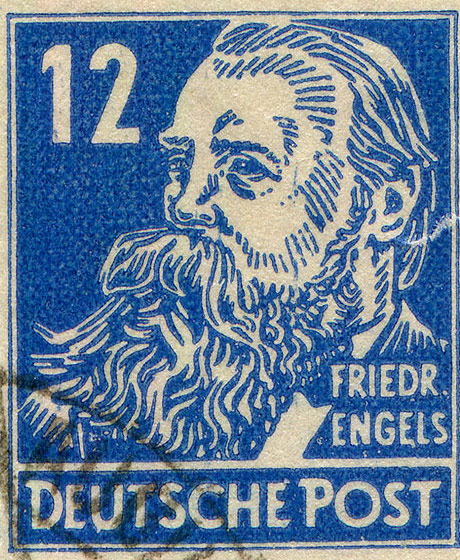 12
FRIEDR.
ENGELS
DEUTSCHE POST